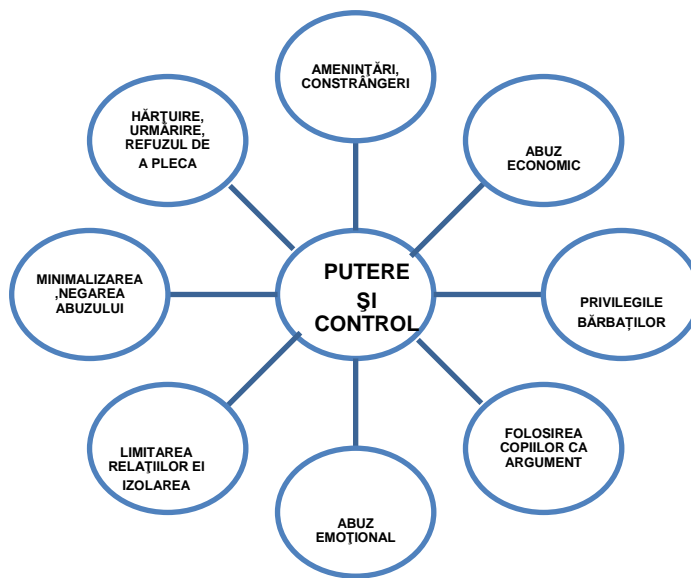 AMENINŢĂRI,
CONSTRÂNGERI
HĂRŢUIRE,
URMĂRIRE,
REFUZUL DE
A PLECA
ABUZ
ECONOMIC
MINIMALIZAREA
,NEGAREA
ABUZULUI
PUTERE
ŞI
CONTROL
PRIVILEGILE
BĂRBAȚILOR
LIMITAREA
RELAŢIILOR EI
IZOLAREA
FOLOSIREA
COPIILOR CA
ARGUMENT
ABUZ
EMOŢIONAL